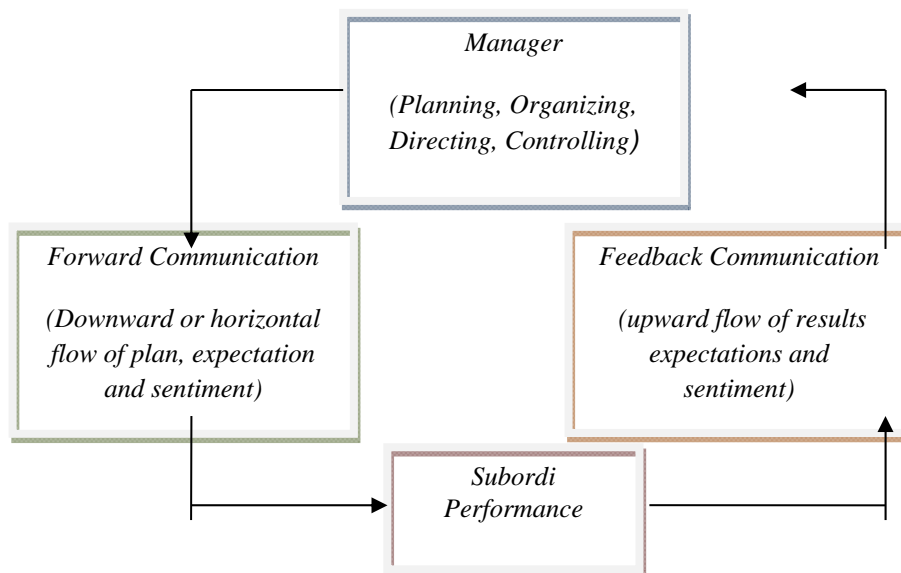 Manager
(Planning, Organizing,
Directing, Controlling)
Forward Communication
(Downward or horizontal
flow of plan, expectation
and sentiment)
Feedback Communication
(upward flow of results
expectations and
sentiment)
Subordi
Performance